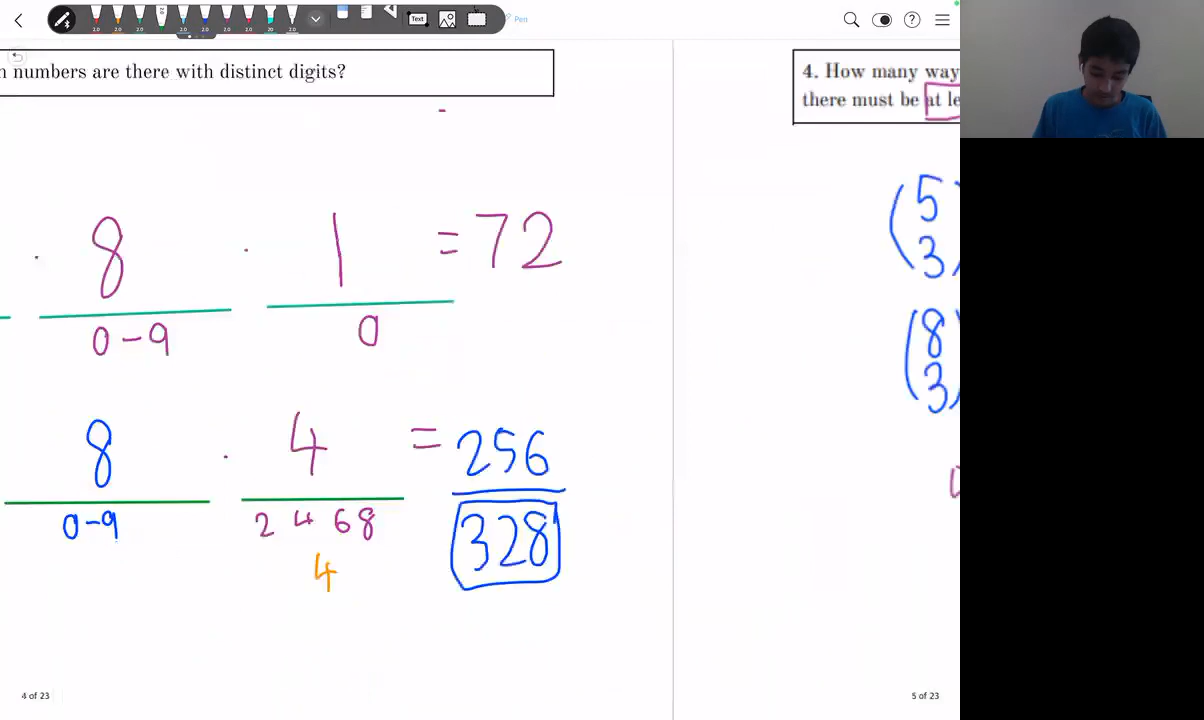 Text
Pen
n numbers are there with distinct digits?
8 · 1 = 72
0-9 0
8 · 4 = 256
0-9 2 4 6 8
328
4
4 of 23
4. How many way
there must be at le
(5
3)
(8
3)
5 of 23